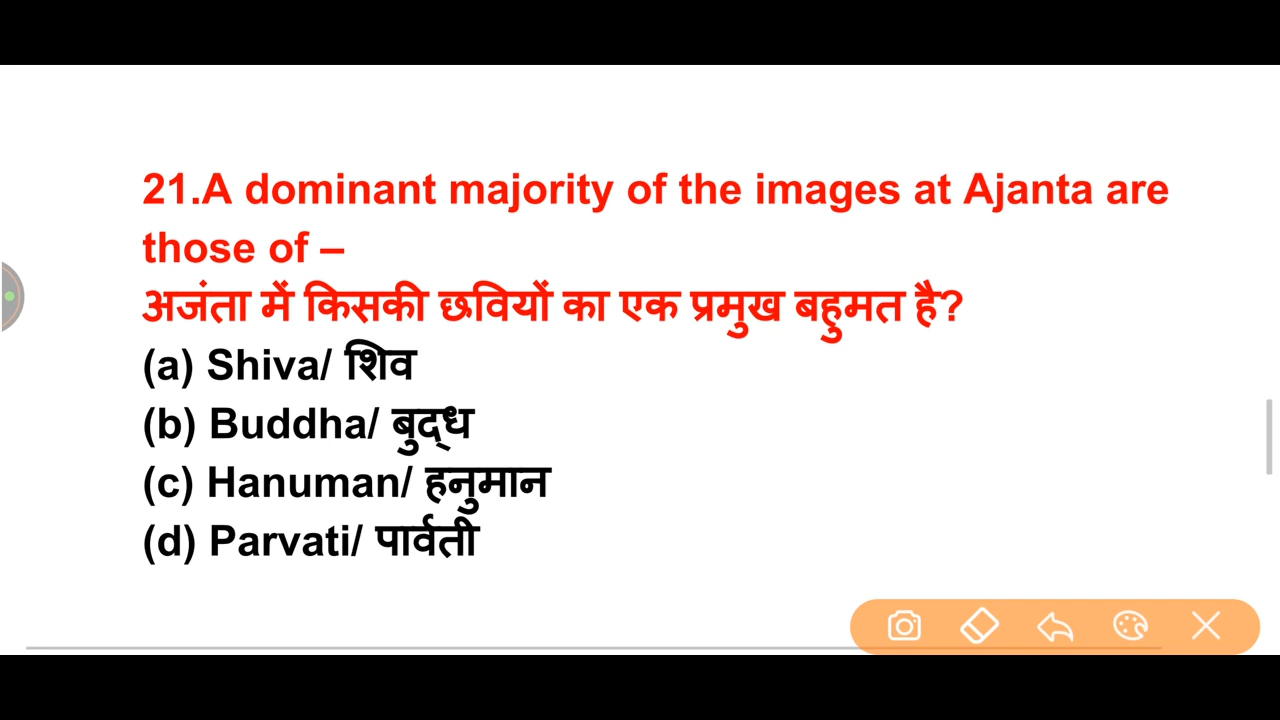 21.A dominant majority of the images at Ajanta are
those of –
अजंता में किसकी छवियों का एक प्रमुख बहुमत है?
(a) Shiva/ शिव
(b) Buddha/ बुद्ध
(c) Hanuman/ हनुमान
(d) Parvati/ पार्वती